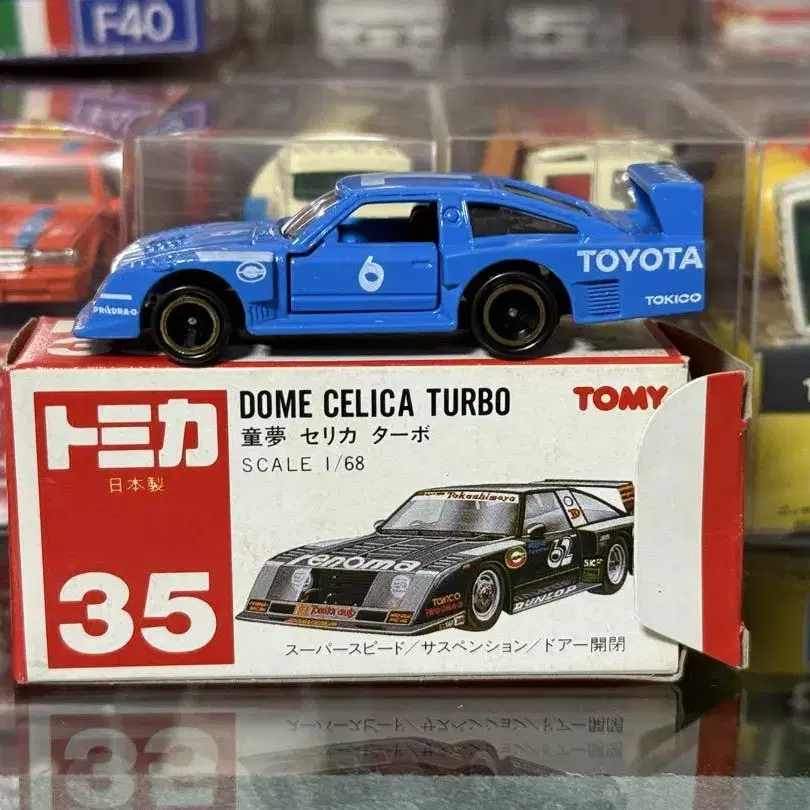 F40
6
TOYOTA
TOKICO
トミカ
日本製
35
DOME CELICA TURBO
童夢 セリカ ターボ
SCALE 1/68
TOMY
Takashimaya
renoma
62
TOKICO
DUNLOP
スーパースピード/サスペンション/ドアー開閉